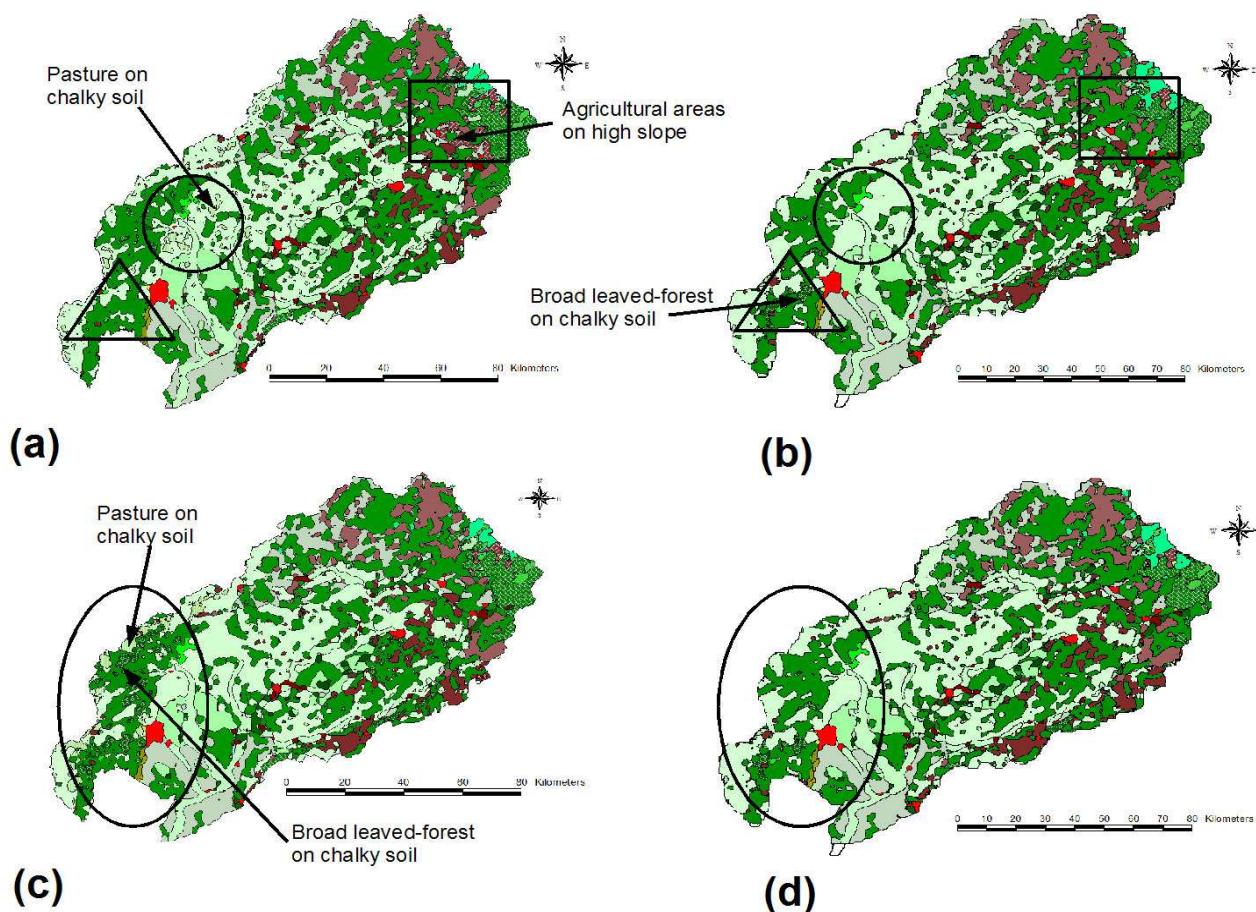 Pasture on
chalky soil
N
W
E
S
Agricultural areas
on high slope
0 20 40 60 80 Kilometers
(a)
N
W
E
S
Broad leaved-forest
on chalky soil
0 10 20 30 40 50 60 70 80 Kilometers
(b)
Pasture on
chalky soil
0 20 40 60 80 Kilometers
Broad leaved-forest
on chalky soil
(c)
N
W
E
S
0 10 20 30 40 50 60 70 80 Kilometers
(d)